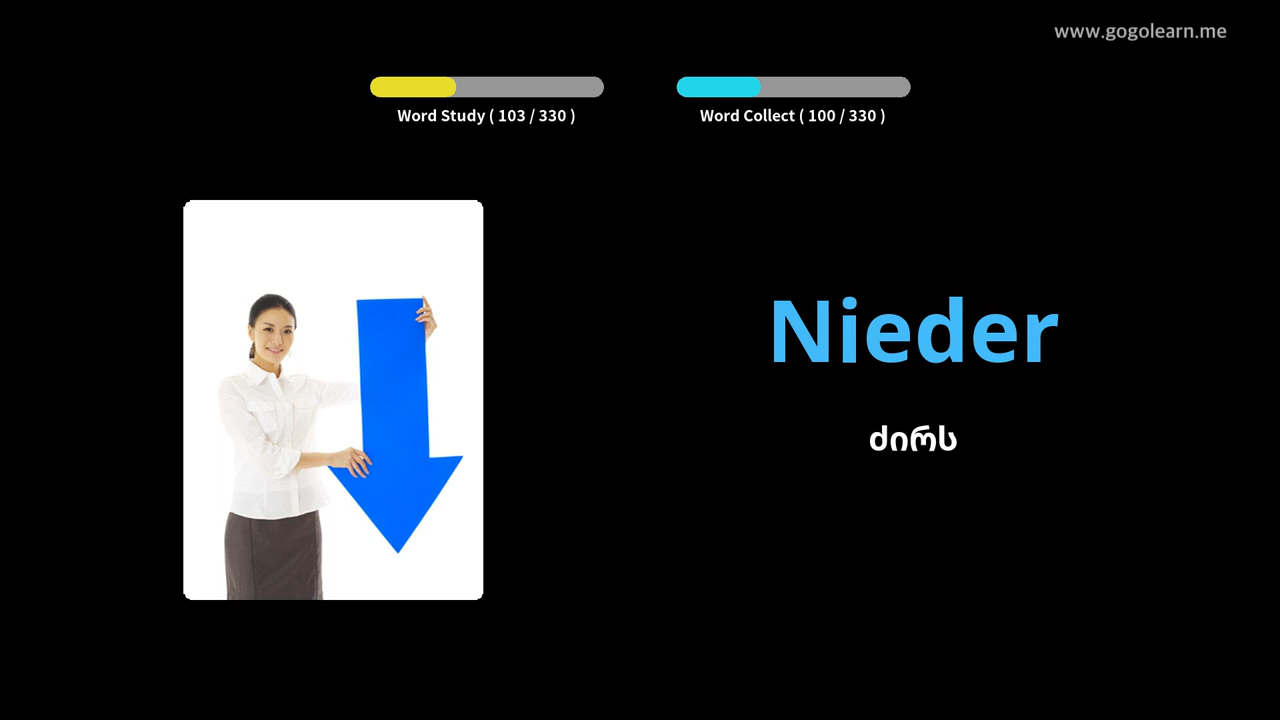 www.gogolearn.me
Word Study ( 103 / 330 )
Word Collect ( 100 / 330 )
Nieder
ძირს